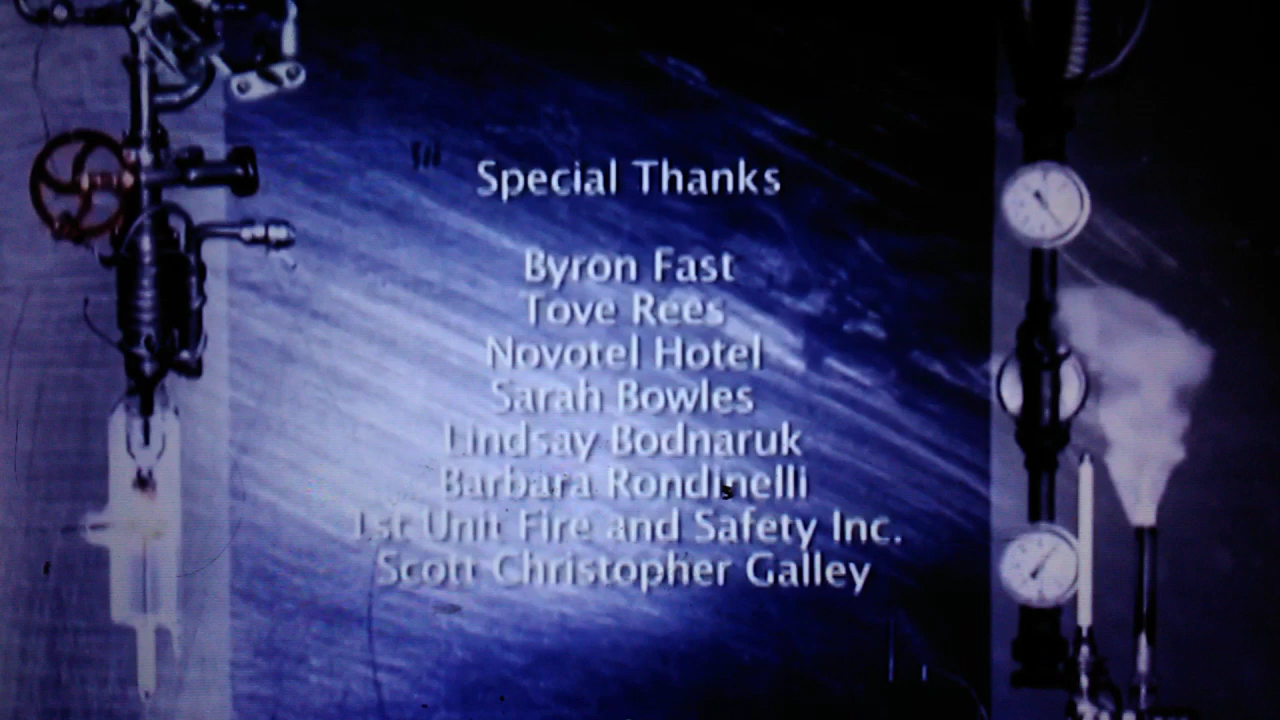 Special Thanks
Byron Fast
Tove Rees
Novotel Hotel
Sarah Bowles
Lindsay Bodnaruk
Barbara Rondinelli
1st Unit Fire and Safety Inc.
Scott Christopher Galley